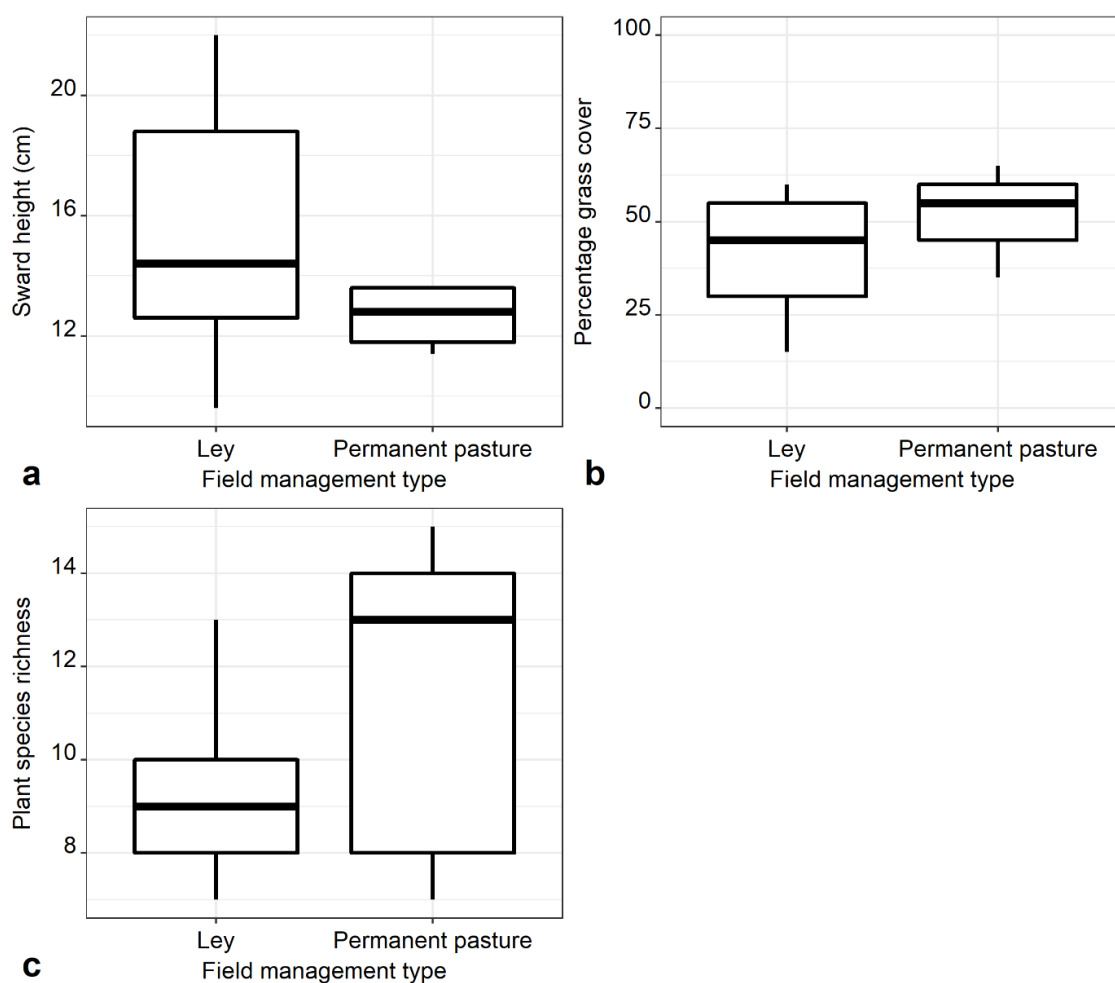 Sward height (cm)
20
16
12
Ley Permanent pasture
Field management type
a
Percentage grass cover
100
75
50
25
0
Ley Permanent pasture
Field management type
b
Plant species richness
14
12
10
8
Ley Permanent pasture
Field management type
c